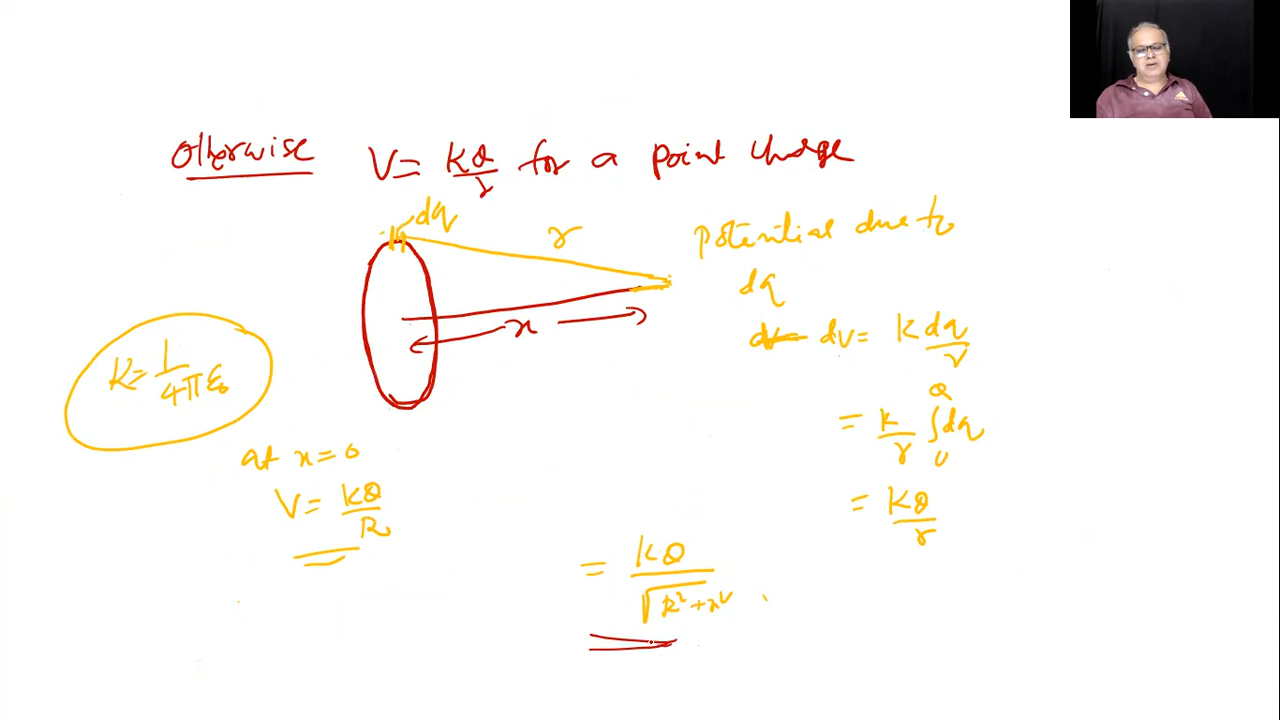 Otherwise V = KQ/r for a point charge
dq
r
potential due to
dq
x
dV = K dq/r
K = 1/4πε₀
= K/r ∫₀^Q dq
at x = 0
V = KQ/R
= KQ/r
= KQ/√(R² + x²)